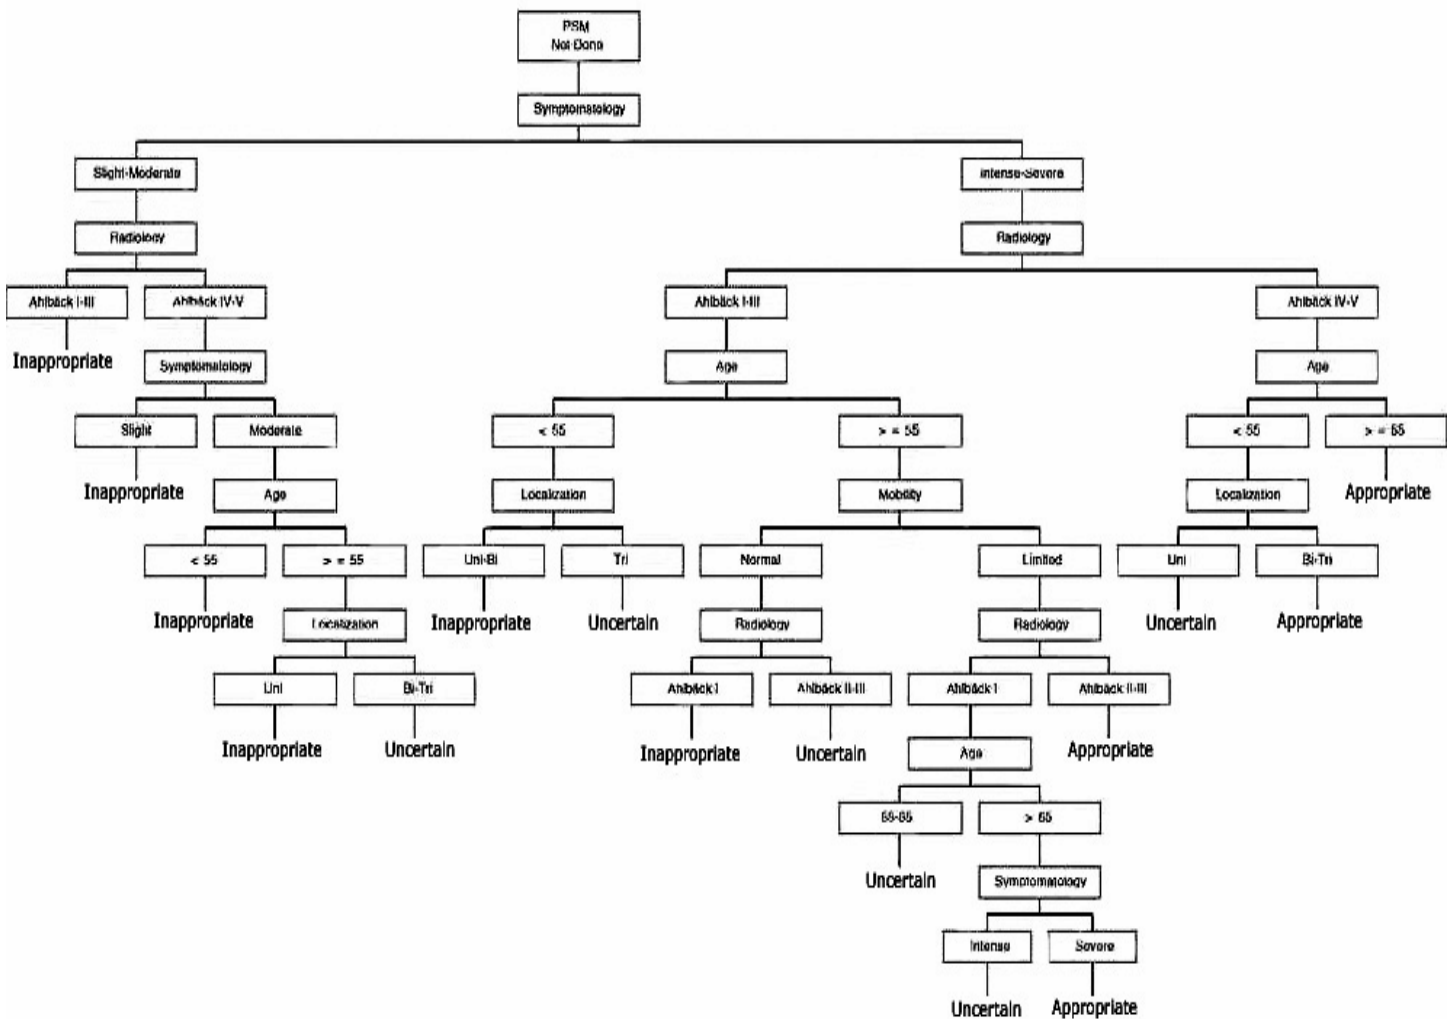 PSM
Not Done
Symptomatology
Slight-Moderate
Intense-Severe
Radiology
Radiology
Ahlbäck I-III
Ahlbäck IV-V
Ahlbäck I-III
Ahlbäck IV-V
Inappropriate
Symptomatology
Age
Age
Slight
Moderate
< 55
> = 55
< 55
> = 55
Inappropriate
Age
Localization
Mobility
Localization
Appropriate
< 55
> = 55
Uni-Bi
Tri
Normal
Limited
Uni
Bi-Tri
Inappropriate
Localization
Inappropriate
Uncertain
Radiology
Radiology
Uncertain
Appropriate
Uni
Bi-Tri
Ahlbäck I
Ahlbäck II-III
Ahlbäck I
Ahlbäck II-III
Inappropriate
Uncertain
Inappropriate
Uncertain
Age
Appropriate
55-65
> 65
Uncertain
Symptomatology
Intense
Severe
Uncertain
Appropriate